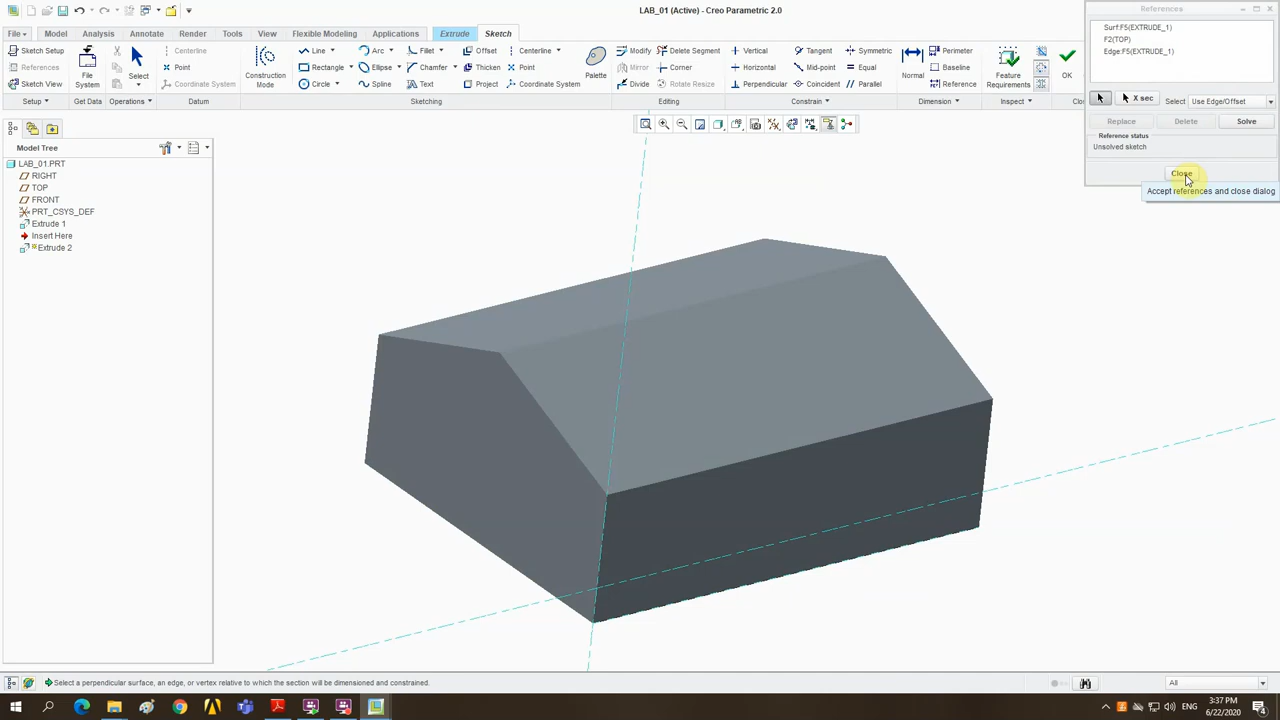 LAB_01 (Active) - Creo Parametric 2.0
References
File Model Analysis Annotate Render Tools View Flexible Modeling Applications Extrude Sketch
Surf:F5(EXTRUDE_1)
F2(TOP)
Edge:F5(EXTRUDE_1)
Sketch Setup
References
Sketch View
Setup
File System
Get Data
Select
Operations
Centerline
Point
Coordinate System
Datum
Construction Mode
Line Arc Fillet Offset Centerline
Rectangle Ellipse Chamfer Thicken Point
Circle Spline Text Project Coordinate System
Palette
Sketching
Modify Delete Segment
Mirror Corner
Divide Rotate Resize
Editing
Vertical Tangent Symmetric
Horizontal Mid-point Equal
Perpendicular Coincident Parallel
Constrain
Normal
Perimeter
Baseline
Reference
Dimension
Feature Requirements
Inspect
OK
Clo
X sec
Select Use Edge/Offset
Replace Delete Solve
Reference status
Unsolved sketch
Close
Accept references and close dialog
Model Tree
LAB_01.PRT
RIGHT
TOP
FRONT
PRT_CSYS_DEF
Extrude 1
Insert Here
Extrude 2
Select a perpendicular surface, an edge, or vertex relative to which the section will be dimensioned and constrained.
All
ENG
3:37 PM
6/22/2020
4